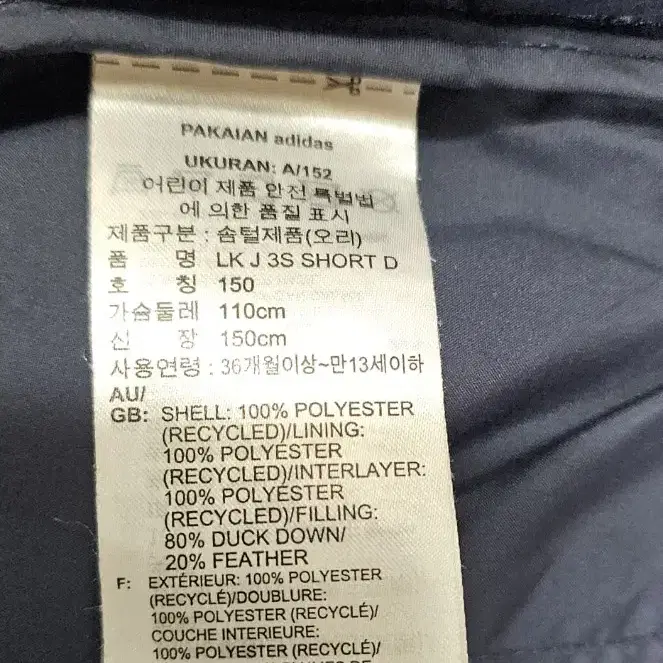 PAKAIAN adidas
UKURAN: A/152
어린이 제품 안전 특별법
에 의한 품질 표시
제품구분 : 솜털제품(오리)
품 명 LK J 3S SHORT D
호 칭 150
가슴둘레 110cm
신 장 150cm
사용연령 : 36개월이상~만13세이하
AU/
GB: SHELL: 100% POLYESTER
(RECYCLED)/LINING:
100% POLYESTER
(RECYCLED)/INTERLAYER:
100% POLYESTER
(RECYCLED)/FILLING:
80% DUCK DOWN/
20% FEATHER
F: EXTÉRIEUR: 100% POLYESTER
(RECYCLÉ)/DOUBLURE:
100% POLYESTER (RECYCLÉ)/
COUCHE INTERIEURE:
100% POLYESTER (RECYCLÉ)/